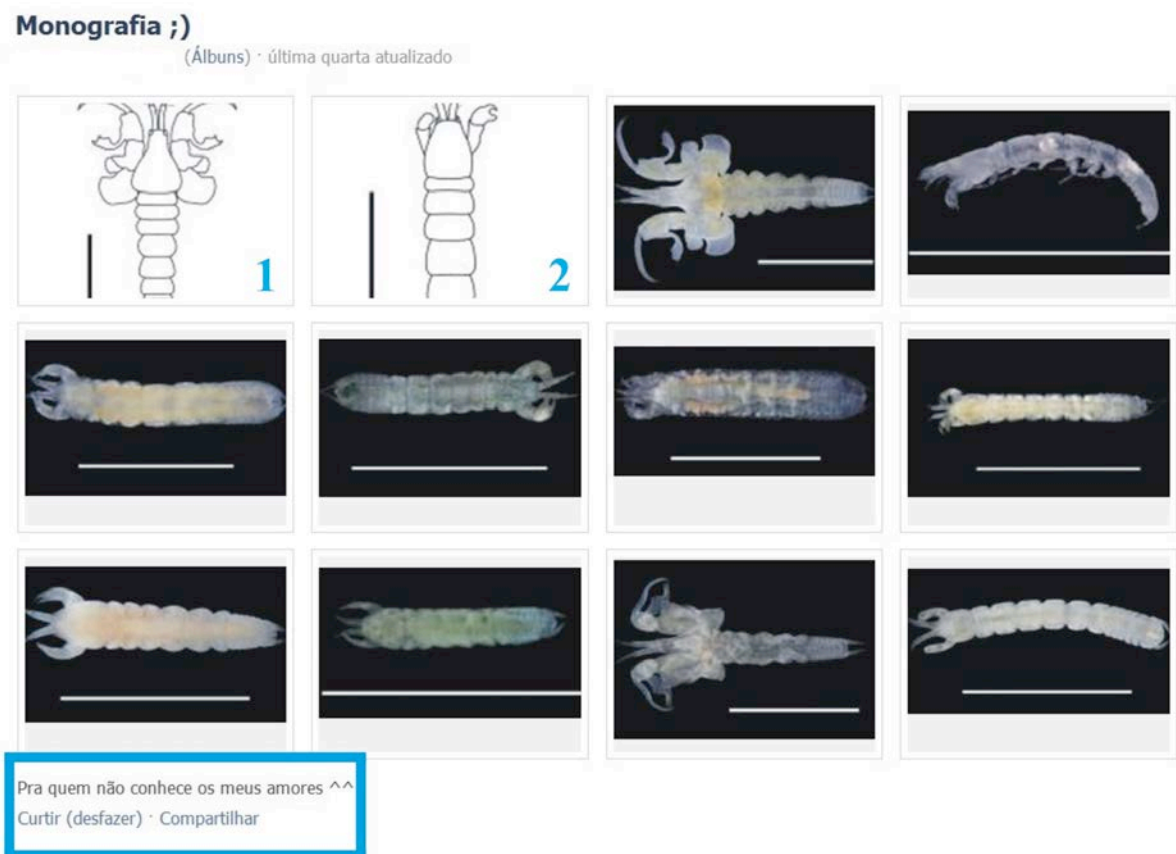 Monografia ;)
(Álbuns) · última quarta atualizado
1
2
Pra quem não conhece os meus amores ^^
Curtir (desfazer) · Compartilhar